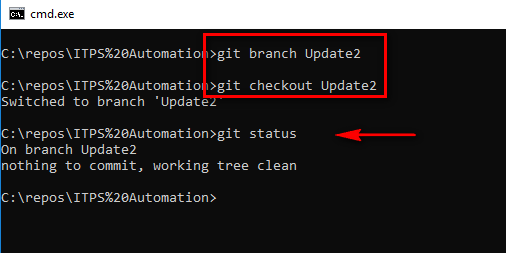 cmd.exe
C:\repos\ITPS%20Automation>git branch Update2
C:\repos\ITPS%20Automation>git checkout Update2
Switched to branch 'Update2'
C:\repos\ITPS%20Automation>git status
On branch Update2
nothing to commit, working tree clean
C:\repos\ITPS%20Automation>